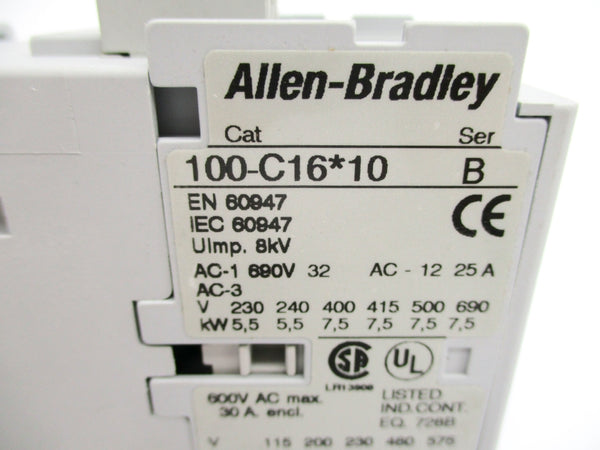 Allen-Bradley
Cat Ser
100-C16*10 B
EN 60947
IEC 60947
UImp. 8kV
CE
AC-1 690V 32 AC - 12 25 A
AC-3
V 230 240 400 415 500 690
kW 5,5 5,5 7,5 7,5 7,5 7,5
SA UL
LR13908
600V AC max.
30 A. encl.
LISTED
IND.CONT.
EQ. 726B
V 115 200 230 460 575